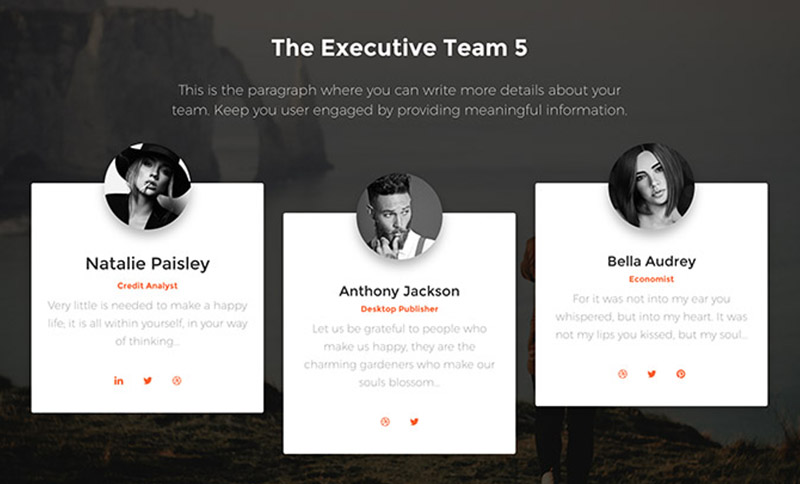 The Executive Team 5
This is the paragraph where you can write more details about your
team. Keep you user engaged by providing meaningful information.
Natalie Paisley
Credit Analyst
Very little is needed to make a happy
life; it is all within yourself, in your way
of thinking...
Anthony Jackson
Desktop Publisher
Let us be grateful to people who
make us happy, they are the
charming gardeners who make our
souls blossom...
Bella Audrey
Economist
For it was not into my ear you
whispered, but into my heart. It was
not my lips you kissed, but my soul...